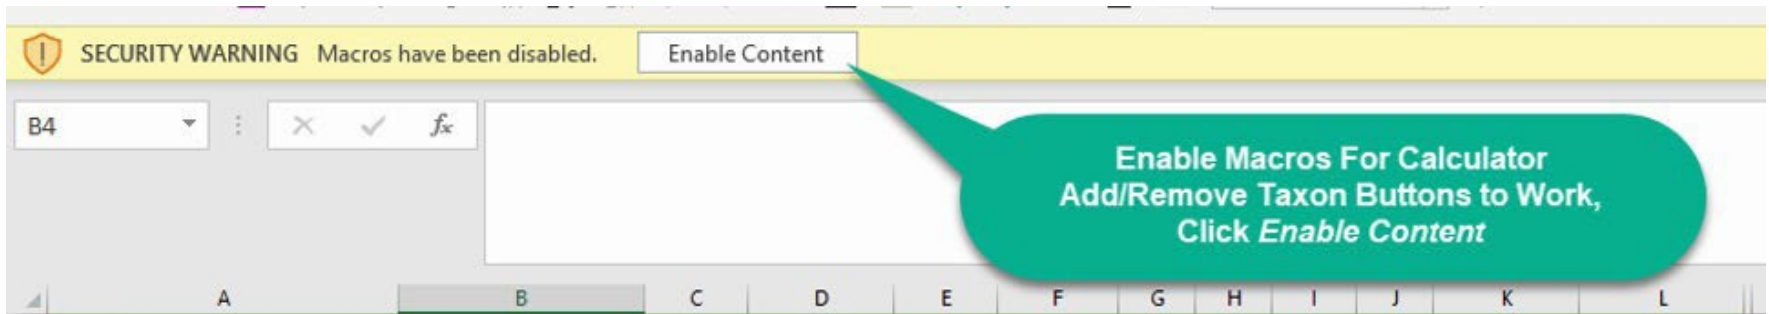 SECURITY WARNING Macros have been disabled. Enable Content
B4 fx
Enable Macros For Calculator
Add/Remove Taxon Buttons to Work,
Click Enable Content
A B C D E F G H I J K L